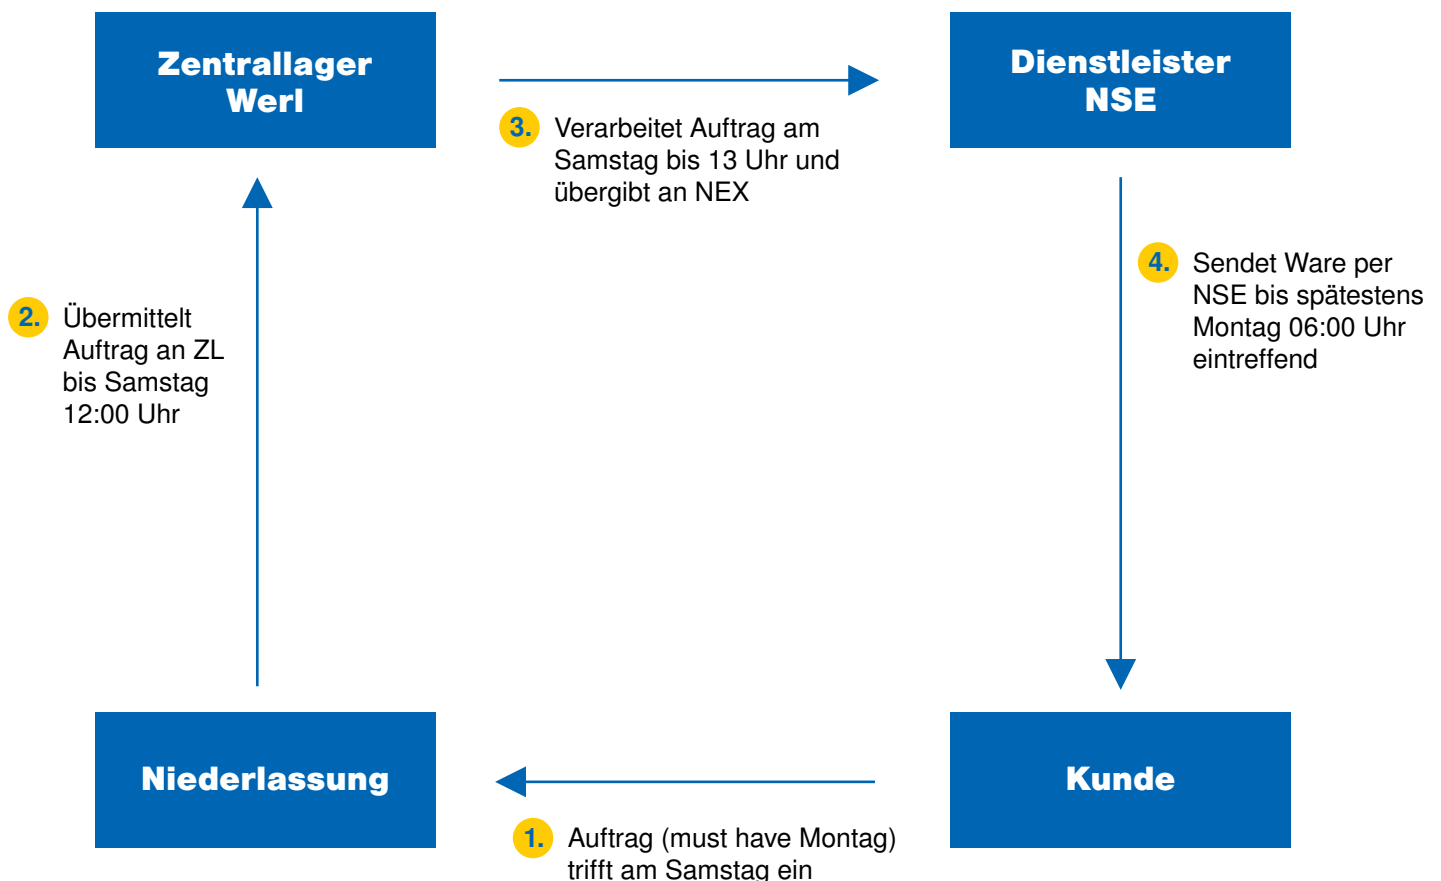 Zentrallager
Werl
Dienstleister
NSE
3. Verarbeitet Auftrag am
Samstag bis 13 Uhr und
übergibt an NEX
4. Sendet Ware per
NSE bis spätestens
Montag 06:00 Uhr
eintreffend
2. Übermittelt
Auftrag an ZL
bis Samstag
12:00 Uhr
Niederlassung
Kunde
1. Auftrag (must have Montag)
trifft am Samstag ein